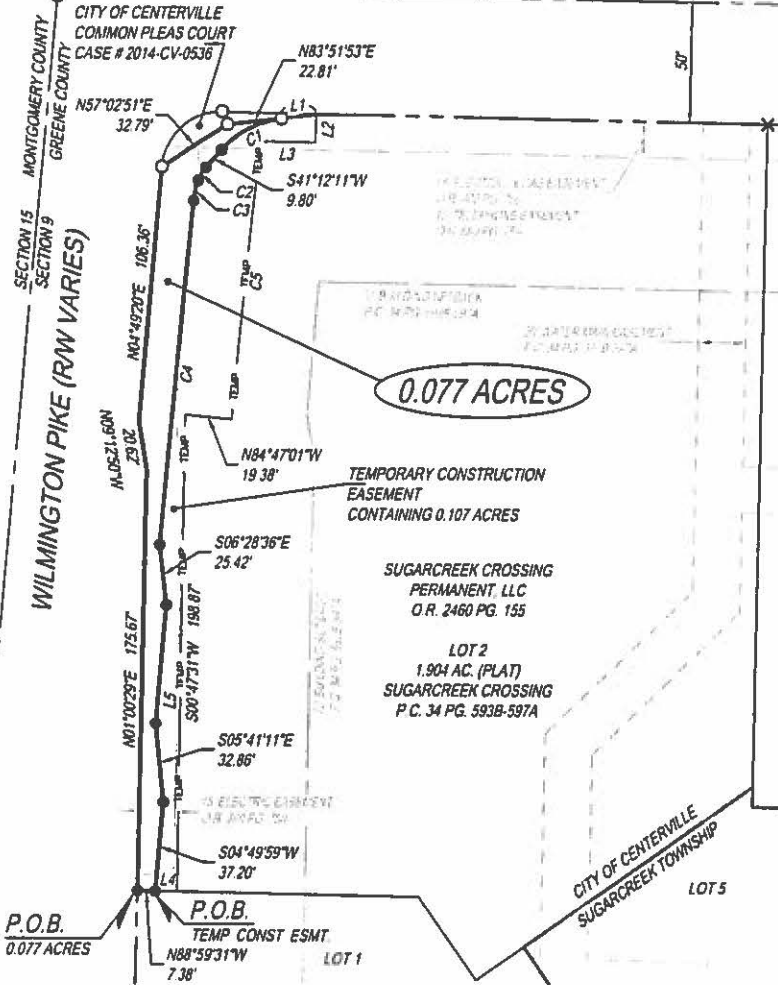 CITY OF CENTERVILLE
COMMON PLEAS COURT
CASE # 2014-CV-0536
N83°51'53"E
22.81'
50'
MONTGOMERY COUNTY
GREENE COUNTY
SECTION 15
SECTION 9
N57°02'51"E
32.79'
L1
L2
C1
L3
TEMP
S41°12'11"W
9.80'
C2
C3
TEMP
C5
N04°49'20"E 106.36'
WILMINGTON PIKE (R/W VARIES)
C4
TEMP
0.077 ACRES
N09°12'50"W
20.62'
TEMP
N84°47'01"W
19.38'
TEMPORARY CONSTRUCTION
EASEMENT
CONTAINING 0.107 ACRES
S06°28'36"E
25.42'
TEMP
SUGARCREEK CROSSING
PERMANENT, LLC
O.R. 2460 PG. 155
LOT 2
1.904 AC. (PLAT)
SUGARCREEK CROSSING
P.C. 34 PG. 593B-597A
N01°00'29"E 175.67'
L5
TEMP
S00°47'31"W 198.87'
S05°41'11"E
32.86'
TEMP
15' ELECTRIC EASEMENT
S04°49'59"W
37.20'
L4
CITY OF CENTERVILLE
SUGARCREEK TOWNSHIP
LOT 5
P.O.B.
0.077 ACRES
P.O.B.
TEMP CONST ESMT.
N88°59'31"W
7.38'
LOT 1